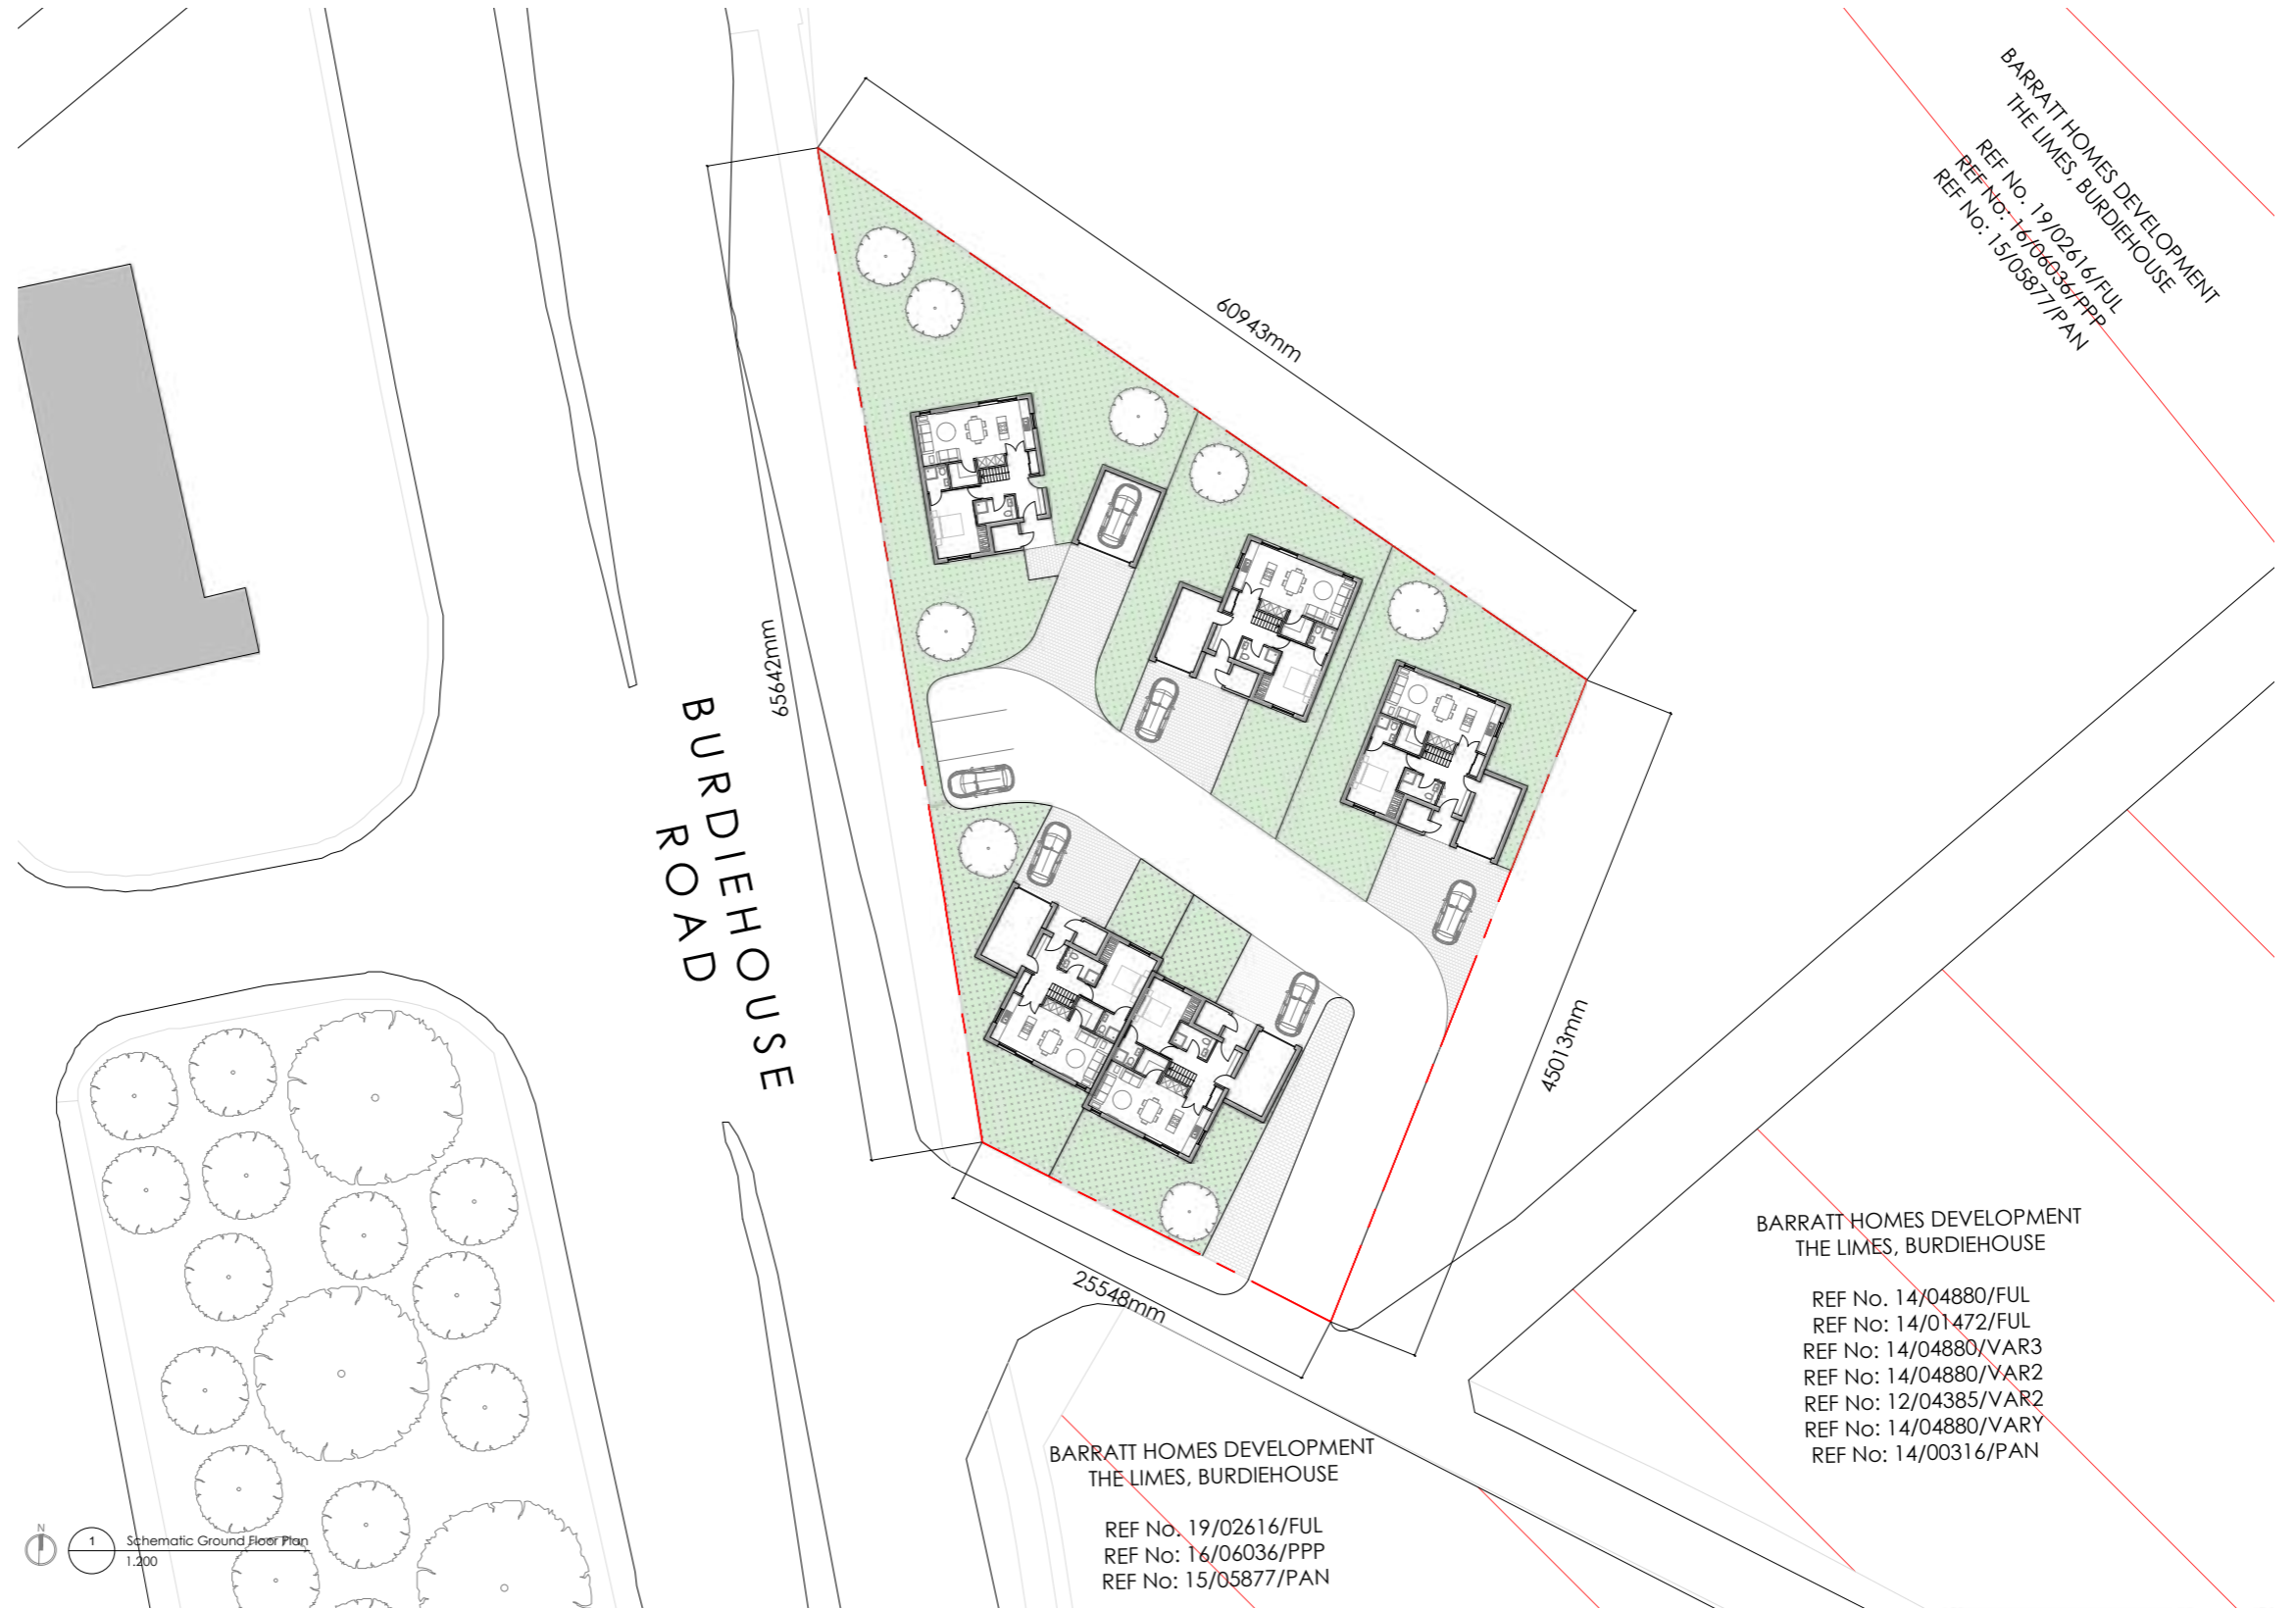 BARRATT HOMES DEVELOPMENT
THE LIMES, BURDIEHOUSE
REF No. 19/02616/FUL
REF No: 16/06036/PPP
REF No: 15/05877/PAN
60943mm
65642mm
BURDIEHOUSE
ROAD
45013mm
25548mm
BARRATT HOMES DEVELOPMENT
THE LIMES, BURDIEHOUSE
REF No. 14/04880/FUL
REF No: 14/01472/FUL
REF No: 14/04880/VAR3
REF No: 14/04880/VAR2
REF No: 12/04385/VAR2
REF No: 14/04880/VARY
REF No: 14/00316/PAN
BARRATT HOMES DEVELOPMENT
THE LIMES, BURDIEHOUSE
REF No. 19/02616/FUL
REF No: 16/06036/PPP
REF No: 15/05877/PAN
N
1 Schematic Ground Floor Plan
1:200